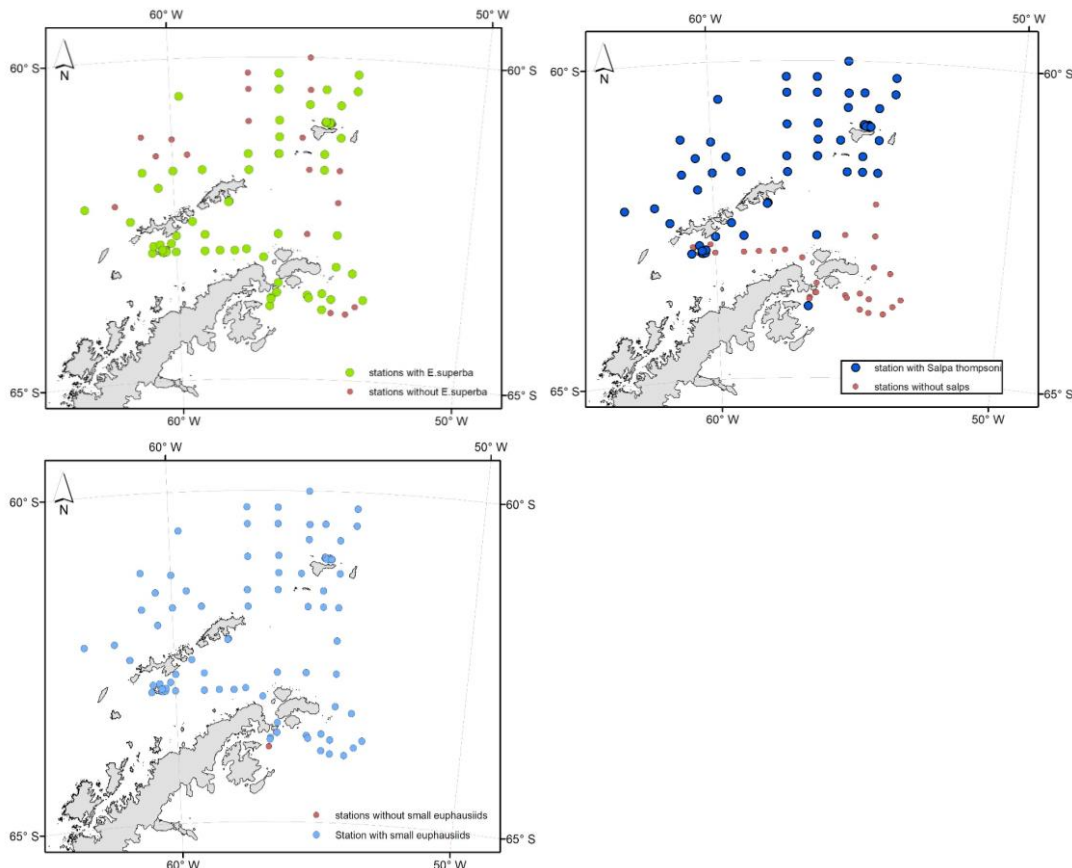 60° W
50° W
60° S
60° S
N
stations with E.superba
stations without E.superba
65° S
65° S
60° W
50° W
60° W
50° W
60° S
60° S
N
station with Salpa thompsoni
stations without salps
65° S
65° S
60° W
50° W
60° W
50° W
60° S
60° S
N
stations without small euphausiids
Station with small euphausiids
65° S
65° S
60° W
50° W